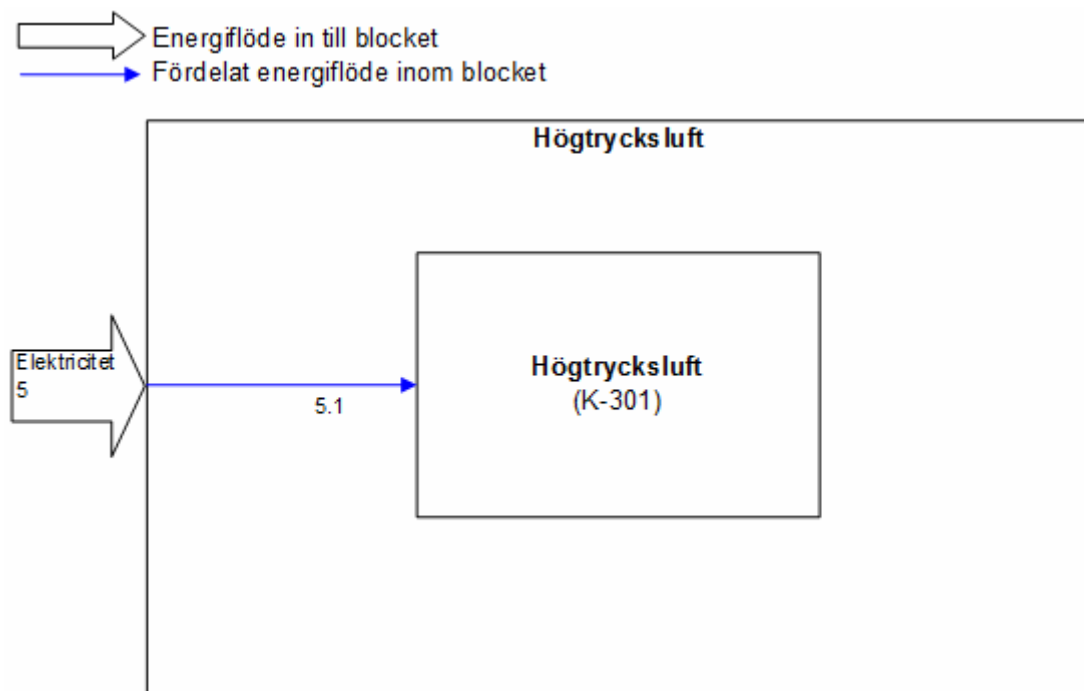 Energiflöde in till blocket
Fördelat energiflöde inom blocket
Högtrycksluft
Elektricitet
5
5.1
Högtrycksluft
(K-301)